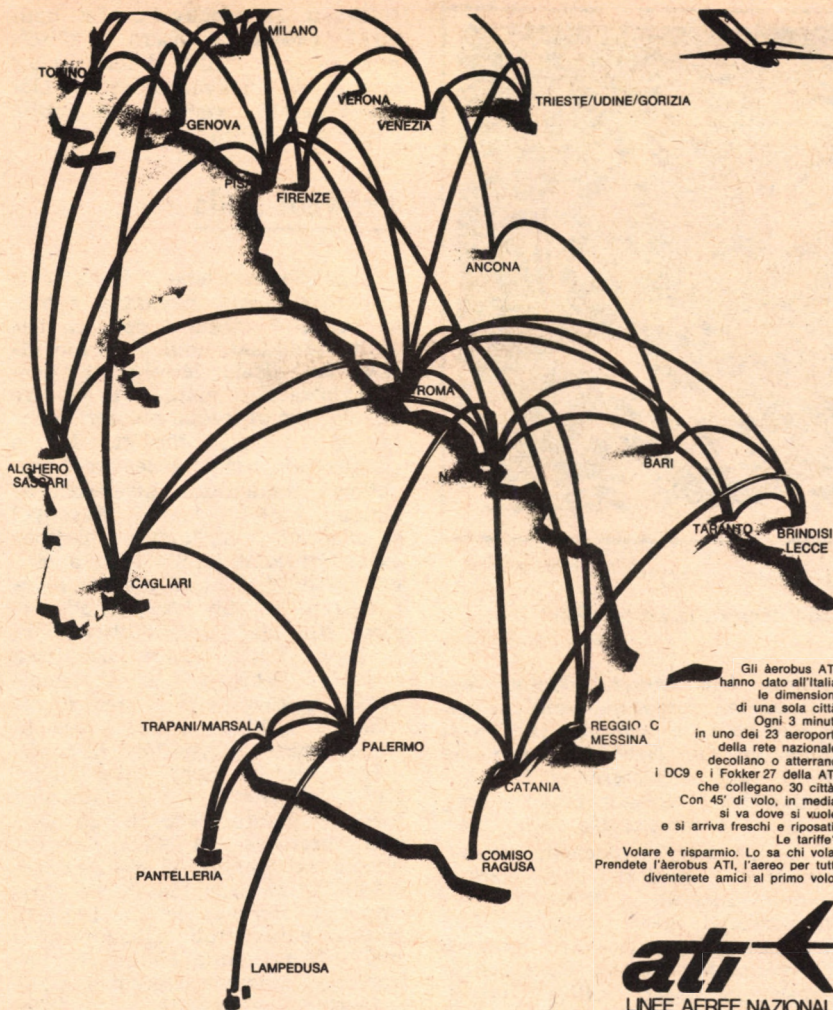 MILANO
TORINO
VERONA
TRIESTE/UDINE/GORIZIA
GENOVA
VENEZIA
FIRENZE
ANCONA
ROMA
BARI
ALGHERO
SASSARI
TARANTO
BRINDISI
LECCE
CAGLIARI
TRAPANI/MARSALA
PALERMO
REGGIO C
MESSINA
CATANIA
PANTELLERIA
COMISO
RAGUSA
LAMPEDUSA
Gli àerobus AT
hanno dato all'Italia
le dimension
di una sola città
Ogni 3 minut
in uno dei 23 aeroport
della rete nazionale
decollano o atterrano
i DC9 e i Fokker 27 della AT
che collegano 30 città
Con 45' di volo, in media
si va dove si vuole
e si arriva freschi e riposati
Le tariffe
Volare è risparmio. Lo sa chi vola
Prendete l'àerobus ATI, l'aereo per tutt
diventerete amici al primo volo
ati
LINEE AEREE NAZIONAL